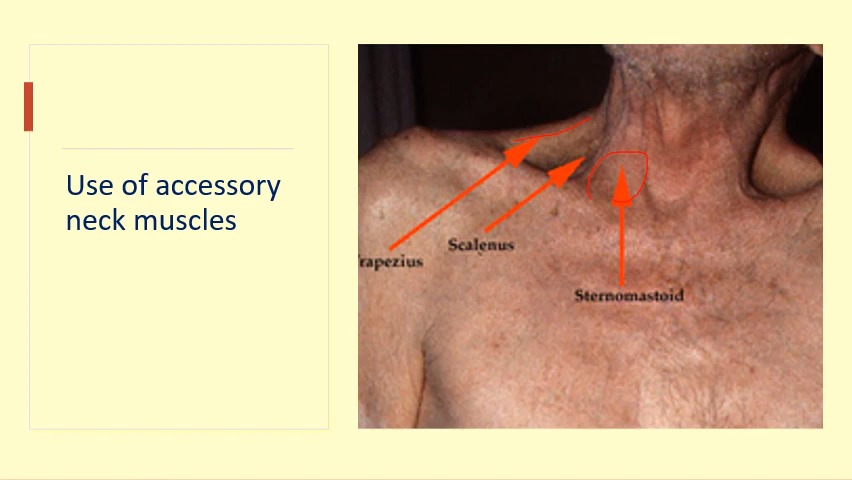 Use of accessory
neck muscles
rapezius
Scalenus
Sternomastoid